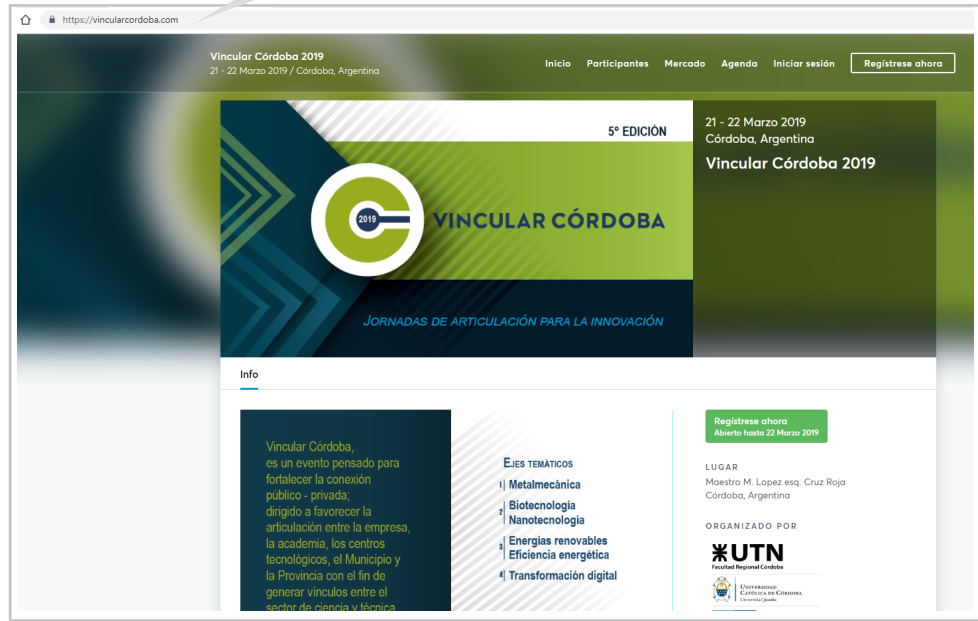 https://vincularcordoba.com
Vincular Córdoba 2019
21 - 22 Marzo 2019 / Córdoba, Argentina
Inicio Participantes Mercado Agenda Iniciar sesión Regístrese ahora
5º EDICIÓN
2019
VINCULAR CÓRDOBA
JORNADAS DE ARTICULACIÓN PARA LA INNOVACIÓN
21 - 22 Marzo 2019
Córdoba, Argentina
Vincular Córdoba 2019
Info
Vincular Córdoba,
es un evento pensado para
fortalecer la conexión
público - privada;
dirigido a favorecer la
articulación entre la empresa,
la academia, los centros
tecnológicos, el Municipio y
la Provincia con el fin de
generar vínculos entre el
sector de ciencia y técnica
EJES TEMÁTICOS
1| Metalmecánica
2| Biotecnología
Nanotecnología
3| Energías renovables
Eficiencia energética
4| Transformación digital
Regístrese ahora
Abierto hasta 22 Marzo 2019
LUGAR
Maestro M. Lopez esq. Cruz Roja
Córdoba, Argentina
ORGANIZADO POR
UTN
Facultad Regional Córdoba
UNIVERSIDAD
CATÓLICA DE CÓRDOBA
Universidad Jesuita